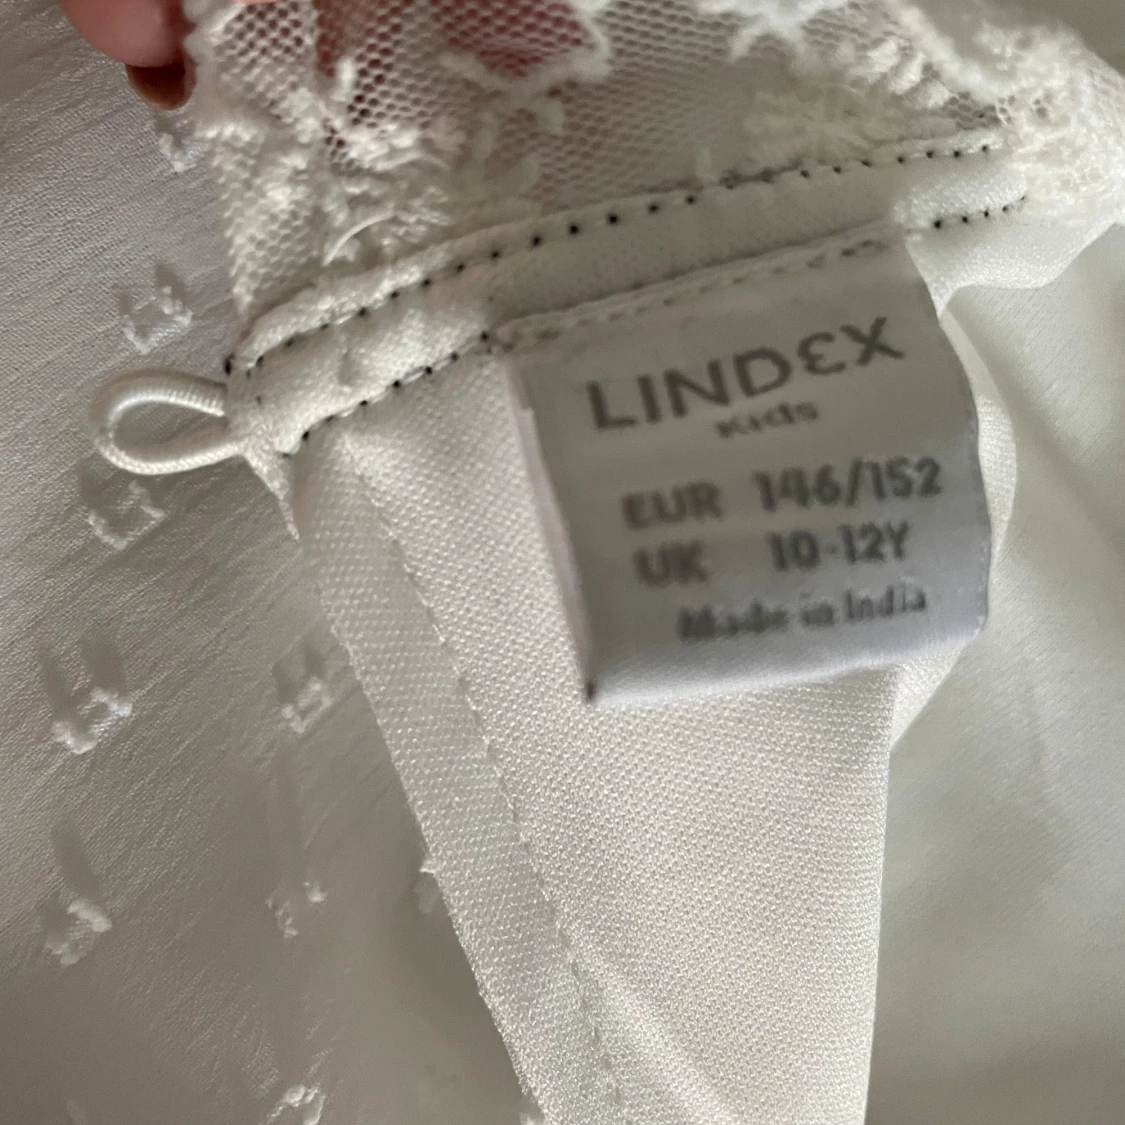 LINDEX
Kids
EUR 146/152
UK 10-12Y
Made in India